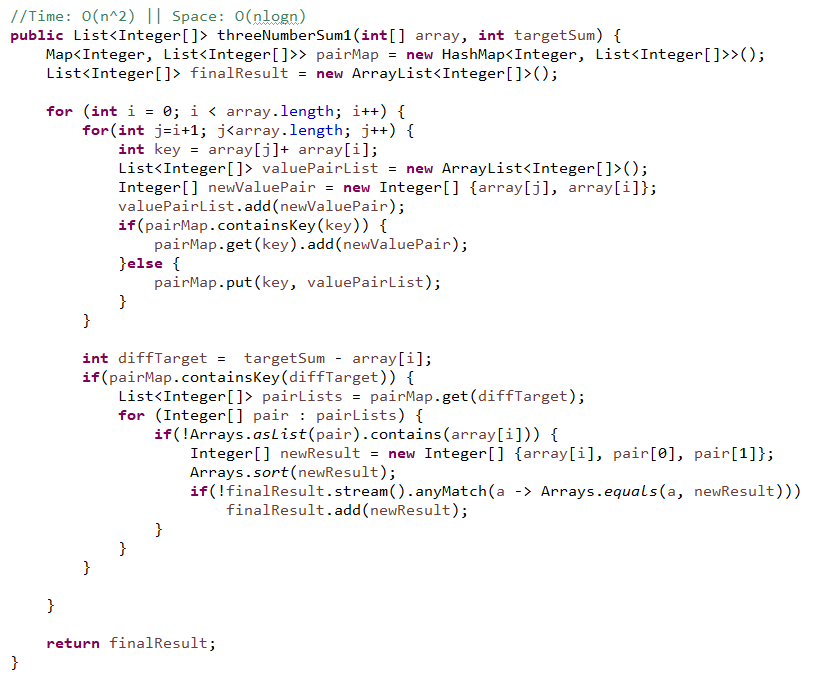 //Time: O(n^2) || Space: O(nlogn)
public List<Integer[]> threeNumberSum1(int[] array, int targetSum) {
    Map<Integer, List<Integer[]>> pairMap = new HashMap<Integer, List<Integer[]>>();
    List<Integer[]> finalResult = new ArrayList<Integer[]>();

    for (int i = 0; i < array.length; i++) {
        for(int j=i+1; j<array.length; j++) {
            int key = array[j]+ array[i];
            List<Integer[]> valuePairList = new ArrayList<Integer[]>();
            Integer[] newValuePair = new Integer[] {array[j], array[i]};
            valuePairList.add(newValuePair);
            if(pairMap.containsKey(key)) {
                pairMap.get(key).add(newValuePair);
            }else {
                pairMap.put(key, valuePairList);
            }
        }

        int diffTarget =  targetSum - array[i];
        if(pairMap.containsKey(diffTarget)) {
            List<Integer[]> pairLists = pairMap.get(diffTarget);
            for (Integer[] pair : pairLists) {
                if(!Arrays.asList(pair).contains(array[i])) {
                    Integer[] newResult = new Integer[] {array[i], pair[0], pair[1]};
                    Arrays.sort(newResult);
                    if(!finalResult.stream().anyMatch(a -> Arrays.equals(a, newResult)))
                        finalResult.add(newResult);
                }
            }
        }

    }

    return finalResult;
}